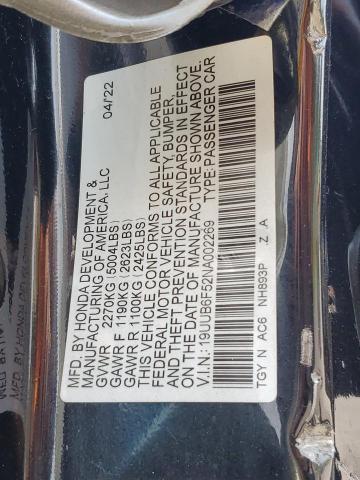 MFD. BY HONDA DEVELOPMENT &
MANUFACTURING OF AMERICA, LLC 04/22
GVWR 2270KG (5004LBS)
GAWR F 1190KG (2623LBS)
GAWR R 1100KG (2425LBS)
THIS VEHICLE CONFORMS TO ALL APPLICABLE
FEDERAL MOTOR VEHICLE SAFETY, BUMPER,
AND THEFT PREVENTION STANDARDS IN EFFECT
ON THE DATE OF MANUFACTURE SHOWN ABOVE.
V.I.N.: 19UUB6F52NA002269 TYPE: PASSENGER CAR
TGY N AC6 NH893P Z A